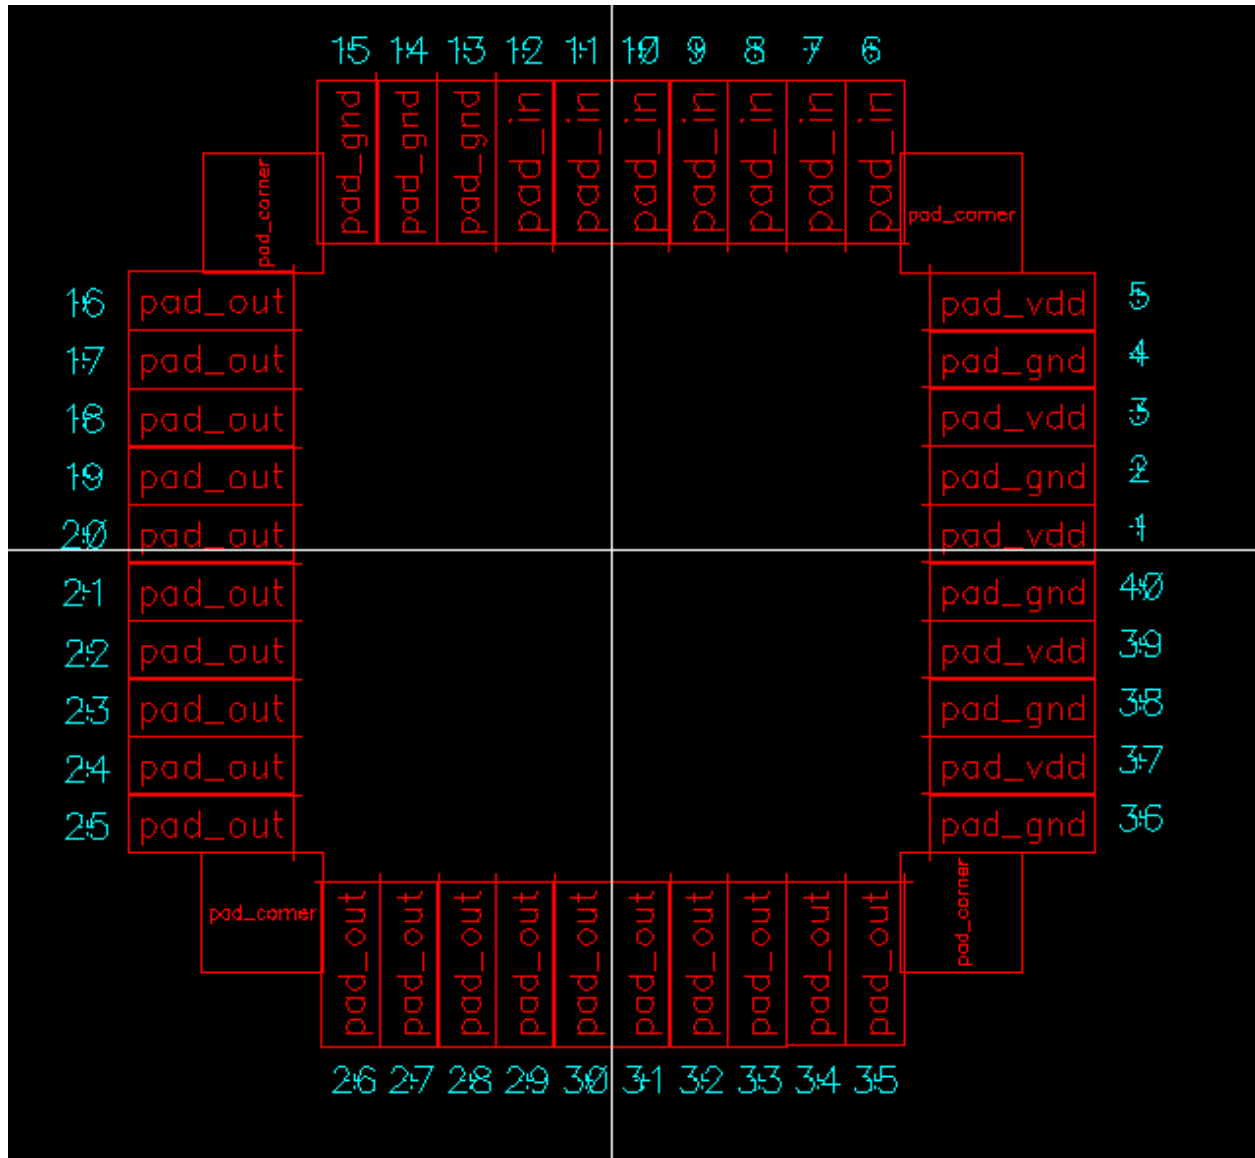 15 14 13 12 11 10 9 8 7 6
pad_gnd pad_gnd pad_gnd pad_in pad_in pad_in pad_in pad_in pad_in pad_in
pad_corner pad_corner
16 pad_out pad_vdd 5
17 pad_out pad_gnd 4
18 pad_out pad_vdd 3
19 pad_out pad_gnd 2
20 pad_out pad_vdd 1
21 pad_out pad_gnd 40
22 pad_out pad_vdd 39
23 pad_out pad_gnd 38
24 pad_out pad_vdd 37
25 pad_out pad_gnd 36
pad_corner pad_corner
pad_out pad_out pad_out pad_out pad_out pad_out pad_out pad_out pad_out pad_out
26 27 28 29 30 31 32 33 34 35